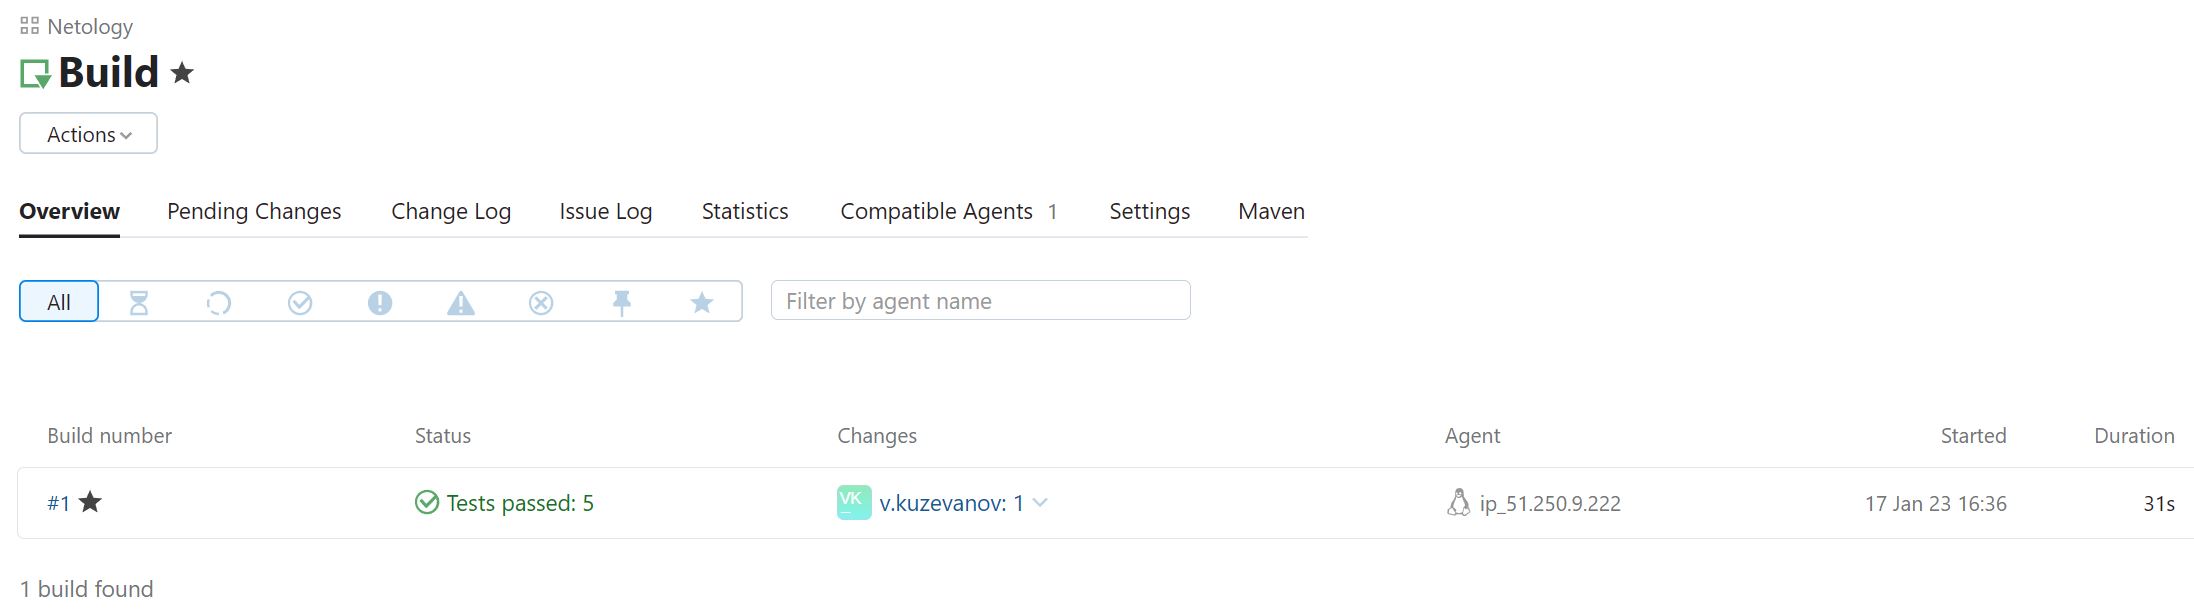 Netology
Build
Actions
Overview Pending Changes Change Log Issue Log Statistics Compatible Agents 1 Settings Maven
All Filter by agent name
Build number Status Changes Agent Started Duration
#1 Tests passed: 5 VK v.kuzevanov: 1 ip_51.250.9.222 17 Jan 23 16:36 31s
1 build found